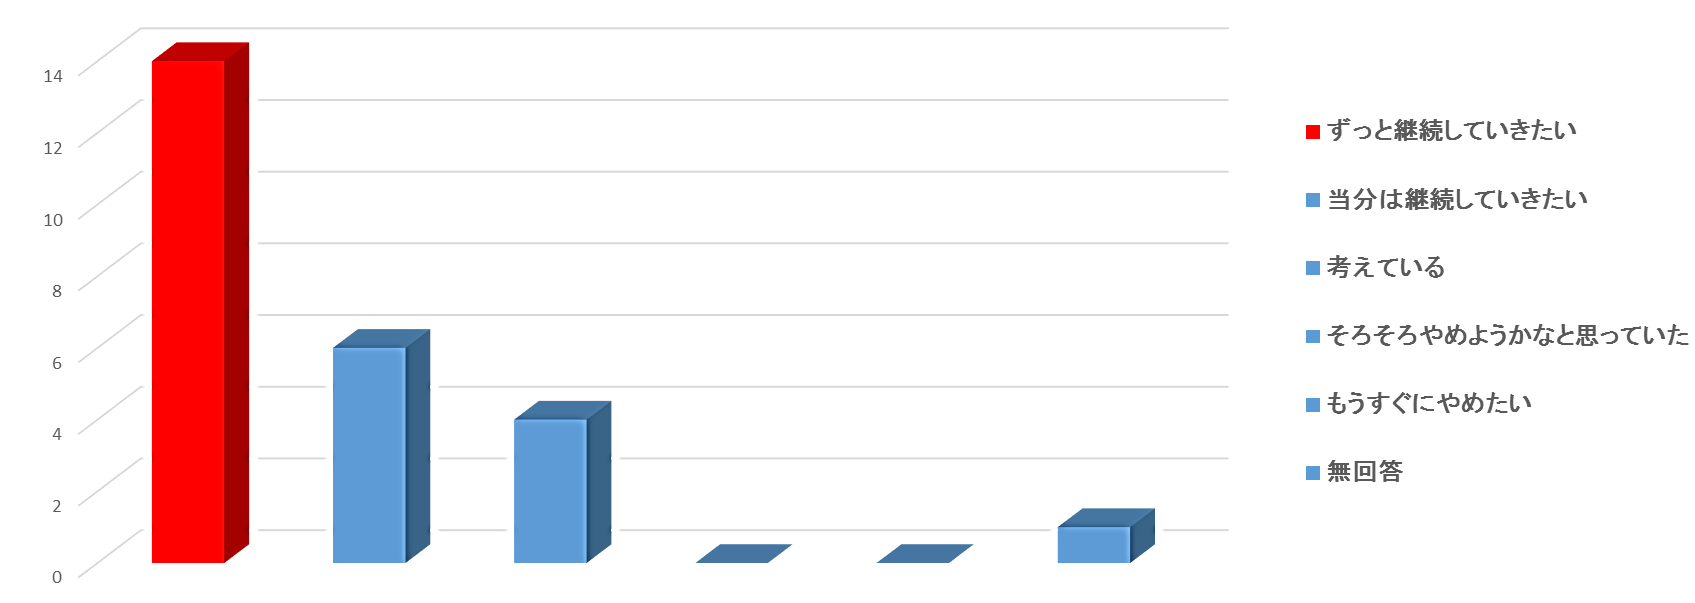 14
12
10
8
6
4
2
0
ずっと継続していきたい
当分は継続していきたい
考えている
そろそろやめようかなと思っていた
もうすぐにやめたい
無回答